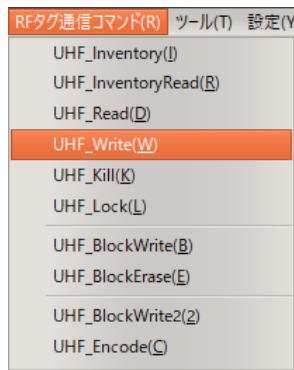 RFタグ通信コマンド(R) ツール(T) 設定(Y
UHF_Inventory(I)
UHF_InventoryRead(R)
UHF_Read(D)
UHF_Write(W)
UHF_Kill(K)
UHF_Lock(L)
UHF_BlockWrite(B)
UHF_BlockErase(E)
UHF_BlockWrite2(2)
UHF_Encode(C)